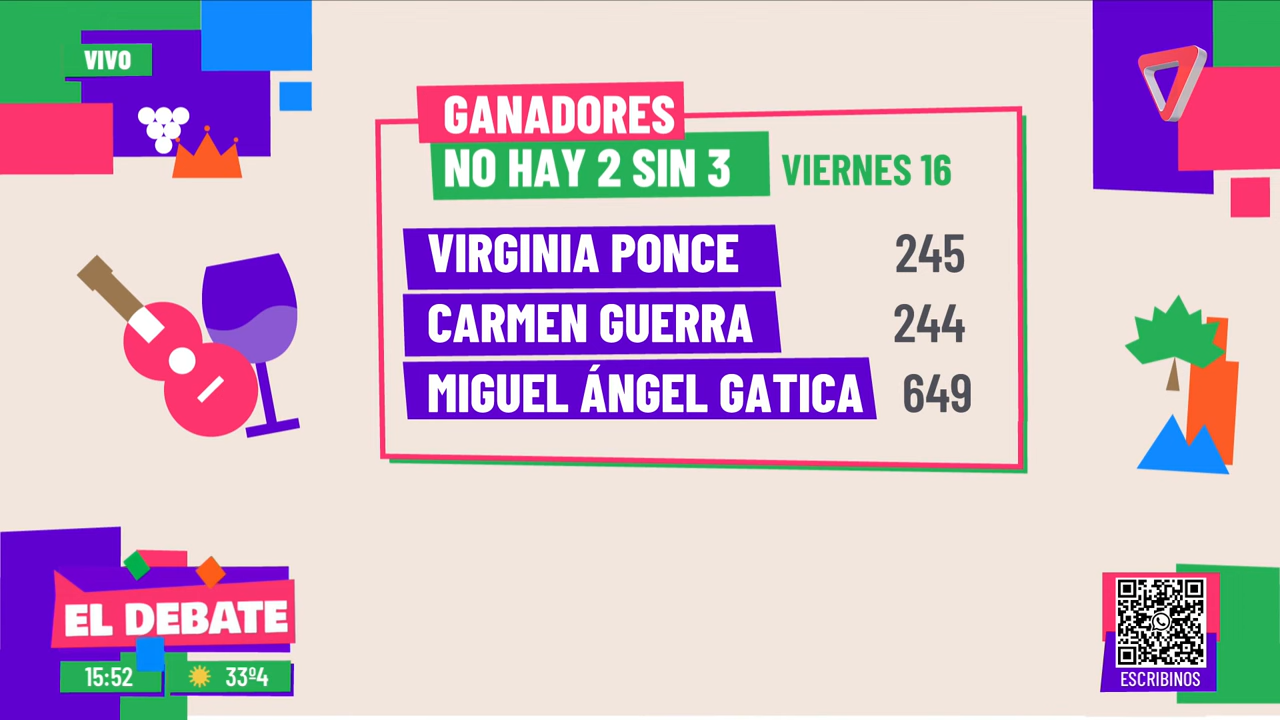 VIVO
GANADORES
NO HAY 2 SIN 3 VIERNES 16
VIRGINIA PONCE 245
CARMEN GUERRA 244
MIGUEL ÁNGEL GATICA 649
EL DEBATE
15:52 33º4
ESCRIBINOS